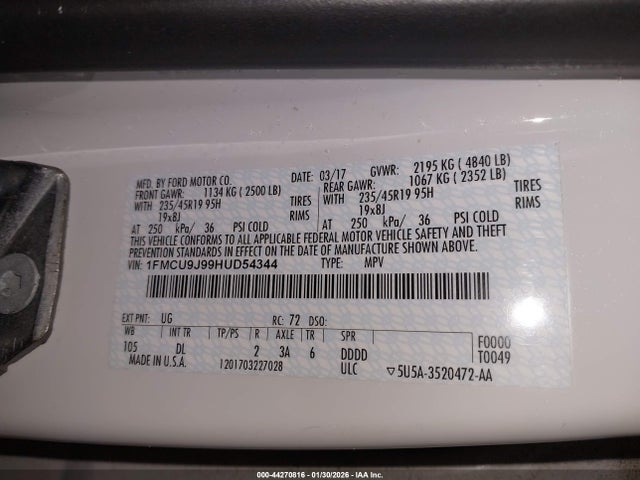 MFD. BY FORD MOTOR CO. 03/17 GVWR: 2195 KG ( 4840 LB)
FRONT GAWR: 1134 KG ( 2500 LB) REAR GAWR: 1067 KG ( 2352 LB)
WITH 235/45R19 95H TIRES WITH 235/45R19 95H TIRES
19x8J RIMS 19x8J RIMS
AT 250 kPa/ 36 PSI COLD AT 250 kPa/ 36 PSI COLD
THIS VEHICLE CONFORMS TO ALL APPLICABLE FEDERAL MOTOR VEHICLE SAFETY AND THEFT
PREVENTION STANDARDS IN EFFECT ON THE DATE OF MANUFACTURE SHOWN ABOVE.
VIN: 1FMCU9J99HUD54344 TYPE: MPV
EXT PNT: UG RC: 72 DSO:
WB INT TR TP/PS R AXLE TR SPR F0000
105 DL 2 3A 6 DDDD T0049
MADE IN U.S.A. 1201703227028 ULC ▽5U5A-3520472-AA
000-44270816 - 01/30/2026 - IAA Inc.